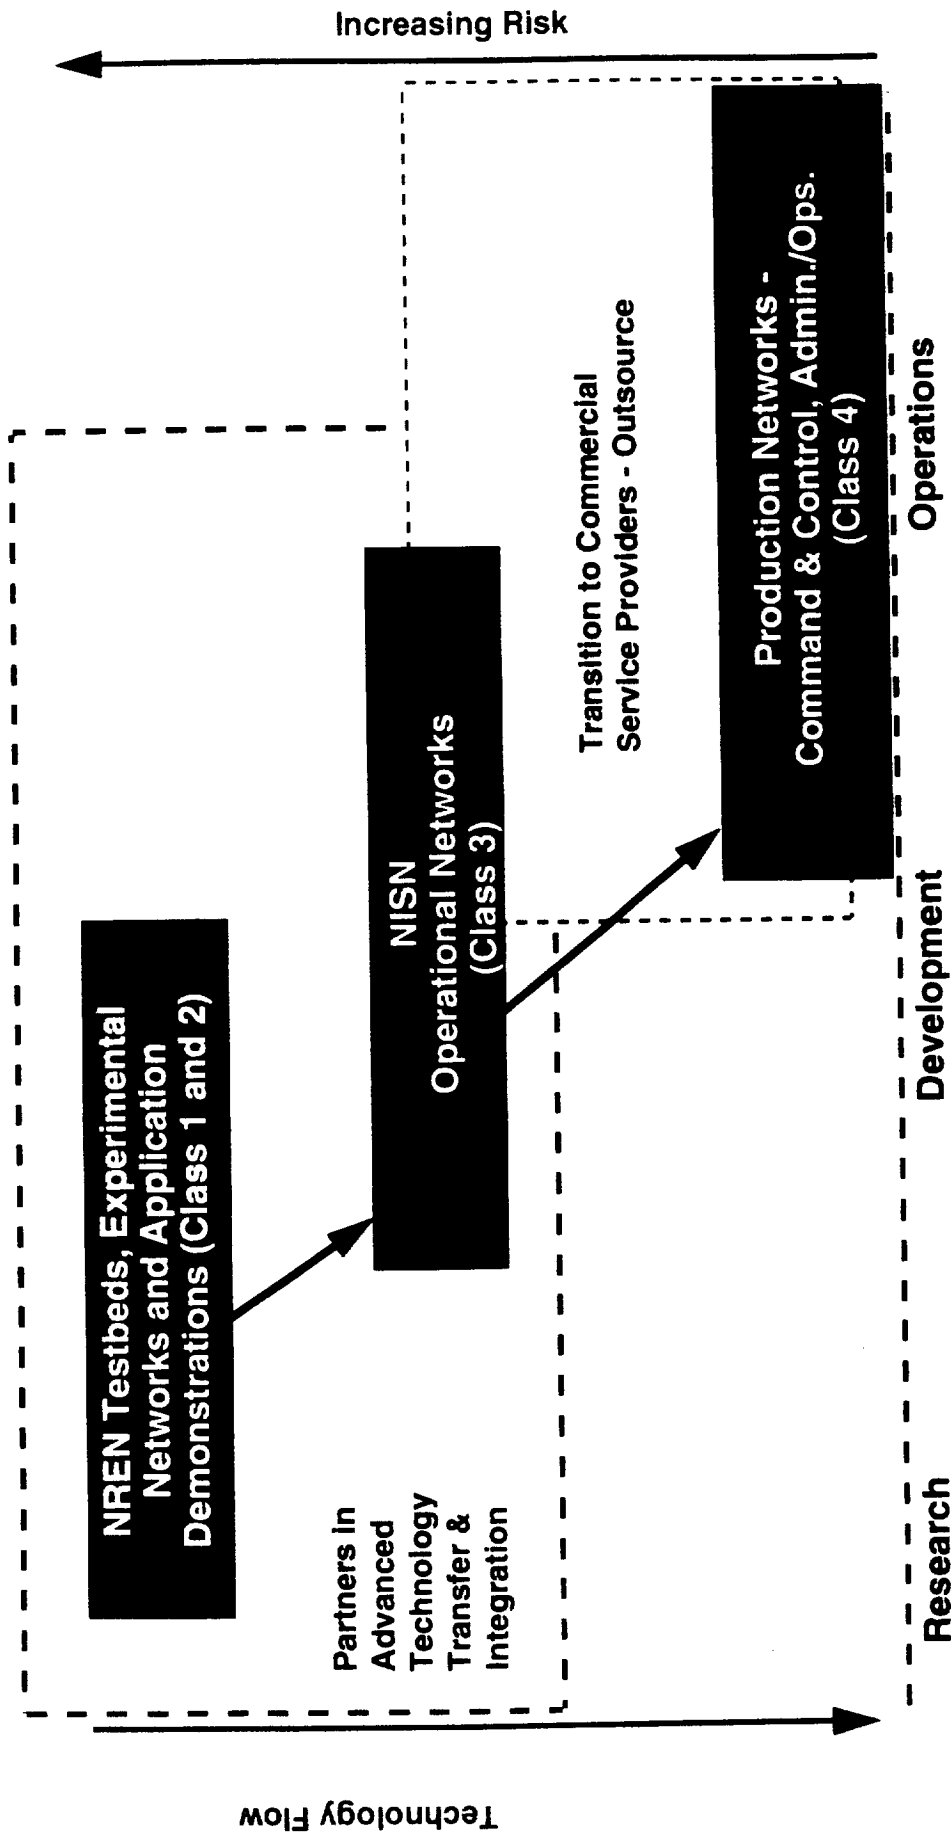 Technology Flow
NREN Testbeds, Experimental
Networks and Application
Demonstrations (Class 1 and 2)
Partners in
Advanced
Technology
Transfer &
Integration
NISN
Operational Networks
(Class 3)
Transition to Commercial
Service Providers - Outsource
Production Networks -
Command & Control, Admin./Ops.
(Class 4)
Increasing Risk
Research
Development
Operations